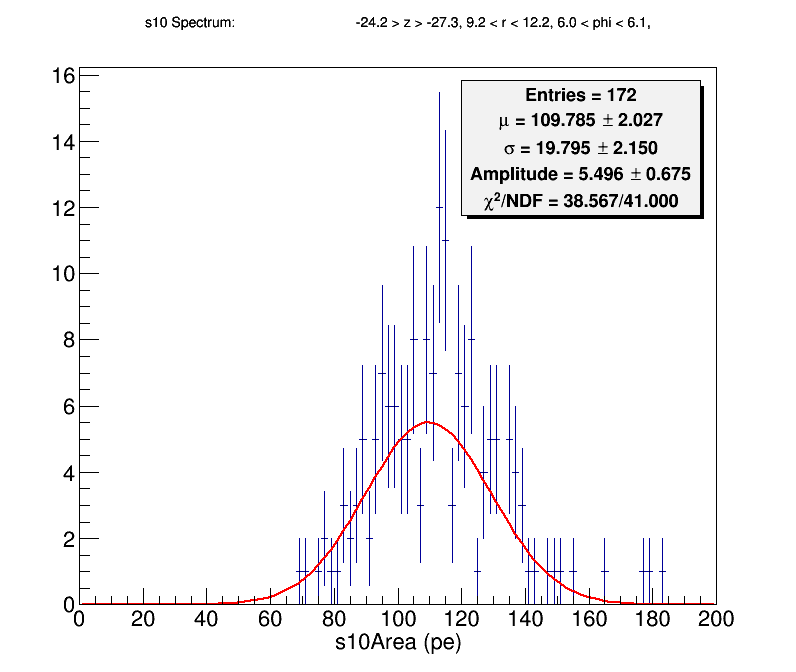 s10 Spectrum: -24.2 > z > -27.3, 9.2 < r < 12.2, 6.0 < phi < 6.1,
Entries = 172
μ = 109.785 ± 2.027
σ = 19.795 ± 2.150
Amplitude = 5.496 ± 0.675
χ²/NDF = 38.567/41.000
16
14
12
10
8
6
4
2
0
0 20 40 60 80 100 120 140 160 180 200
s10Area (pe)